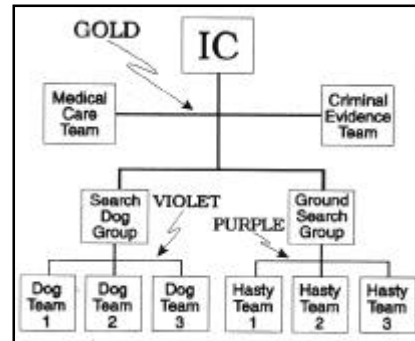 GOLD
IC
Medical
Care
Team
Criminal
Evidence
Team
Search
Dog
Group
VIOLET
PURPLE
Ground
Search
Group
Dog
Team
1
Dog
Team
2
Dog
Team
3
Hasty
Team
1
Hasty
Team
2
Hasty
Team
3